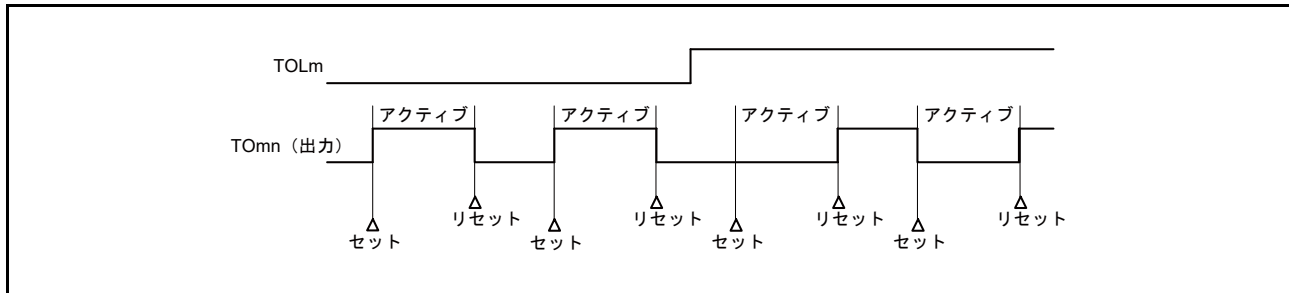 TOLm
アクティブ アクティブ アクティブ アクティブ
TOmn（出力）
リセット リセット リセット リセット
セット セット セット セット